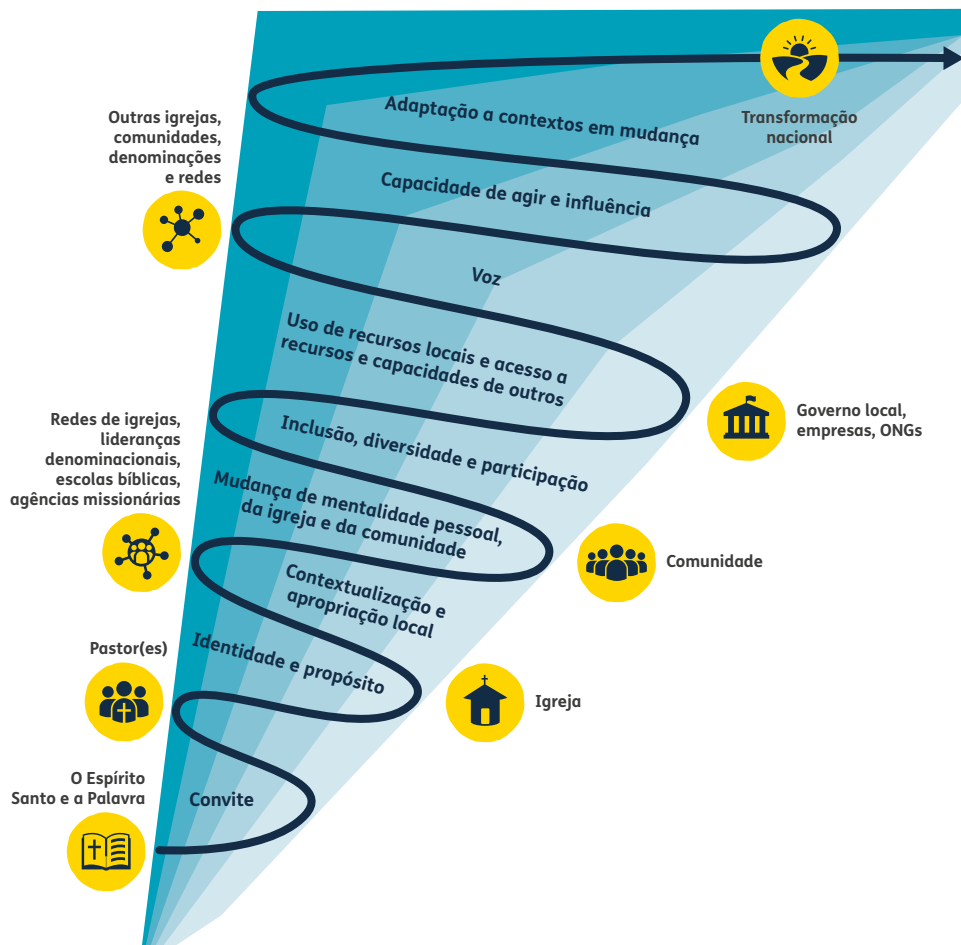 Adaptação a contextos em mudança
Transformação
nacional
Outras igrejas,
comunidades,
denominações
e redes
Capacidade de agir e influência
Voz
Uso de recursos locais e acesso a
recursos e capacidades de outros
Governo local,
empresas, ONGs
Redes de igrejas,
lideranças
denominacionais,
escolas bíblicas,
agências missionárias
Inclusão, diversidade e participação
Mudança de mentalidade pessoal,
da igreja e da comunidade
Comunidade
Contextualização e
apropriação local
Pastor(es)
Identidade e propósito
Igreja
O Espírito
Santo e a Palavra
Convite